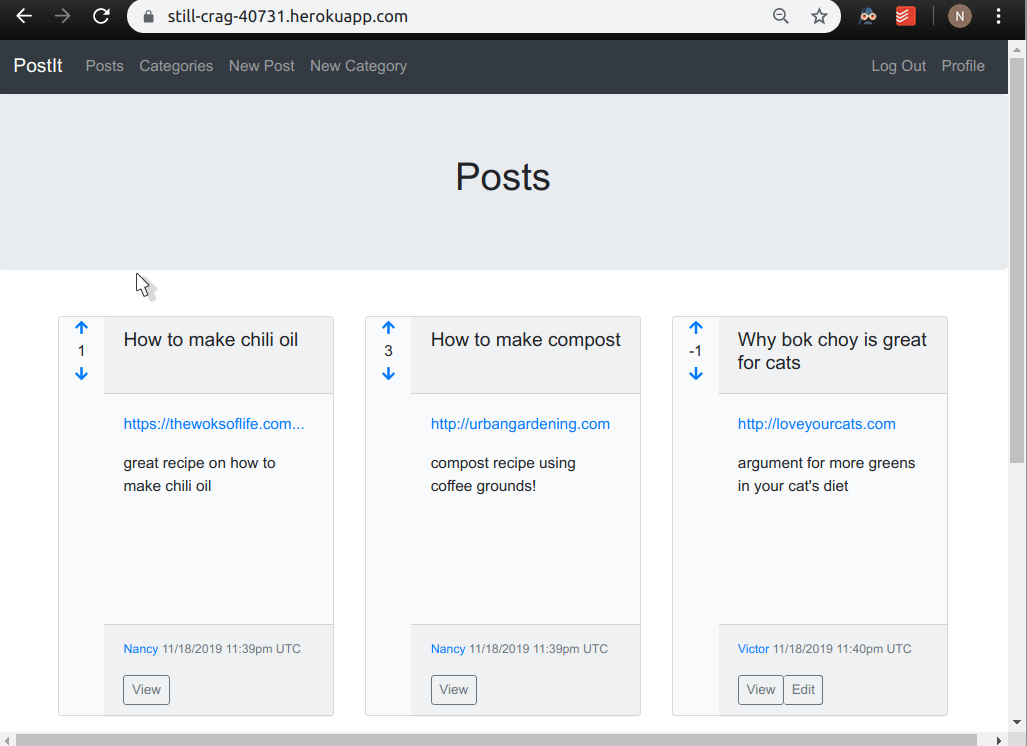 still-crag-40731.herokuapp.com
N
PostIt Posts Categories New Post New Category Log Out Profile
Posts
1
How to make chili oil
https://thewoksoflife.com...
great recipe on how to
make chili oil
Nancy 11/18/2019 11:39pm UTC
View
3
How to make compost
http://urbangardening.com
compost recipe using
coffee grounds!
Nancy 11/18/2019 11:39pm UTC
View
-1
Why bok choy is great
for cats
http://loveyourcats.com
argument for more greens
in your cat's diet
Victor 11/18/2019 11:40pm UTC
View Edit